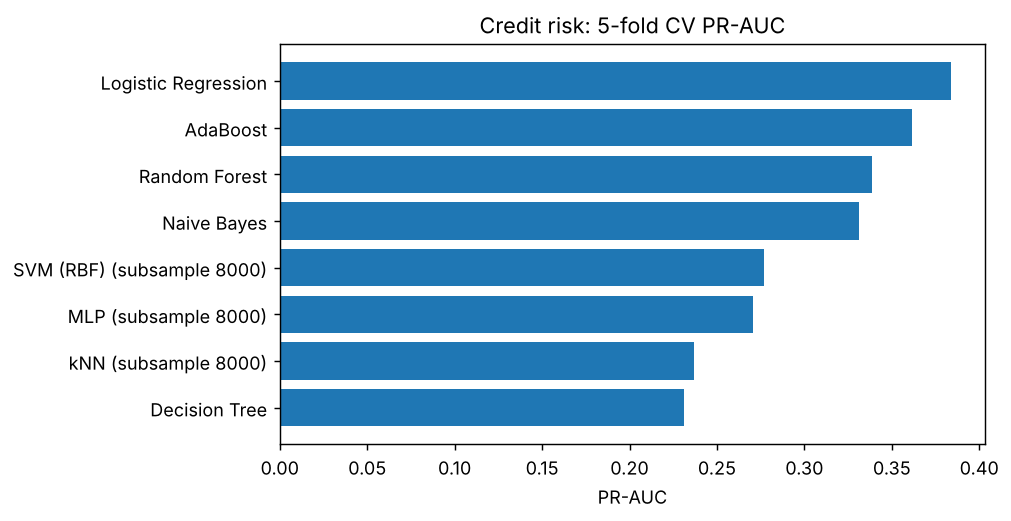 Credit risk: 5-fold CV PR-AUC
Logistic Regression
AdaBoost
Random Forest
Naive Bayes
SVM (RBF) (subsample 8000)
MLP (subsample 8000)
kNN (subsample 8000)
Decision Tree
0.00 0.05 0.10 0.15 0.20 0.25 0.30 0.35 0.40
PR-AUC